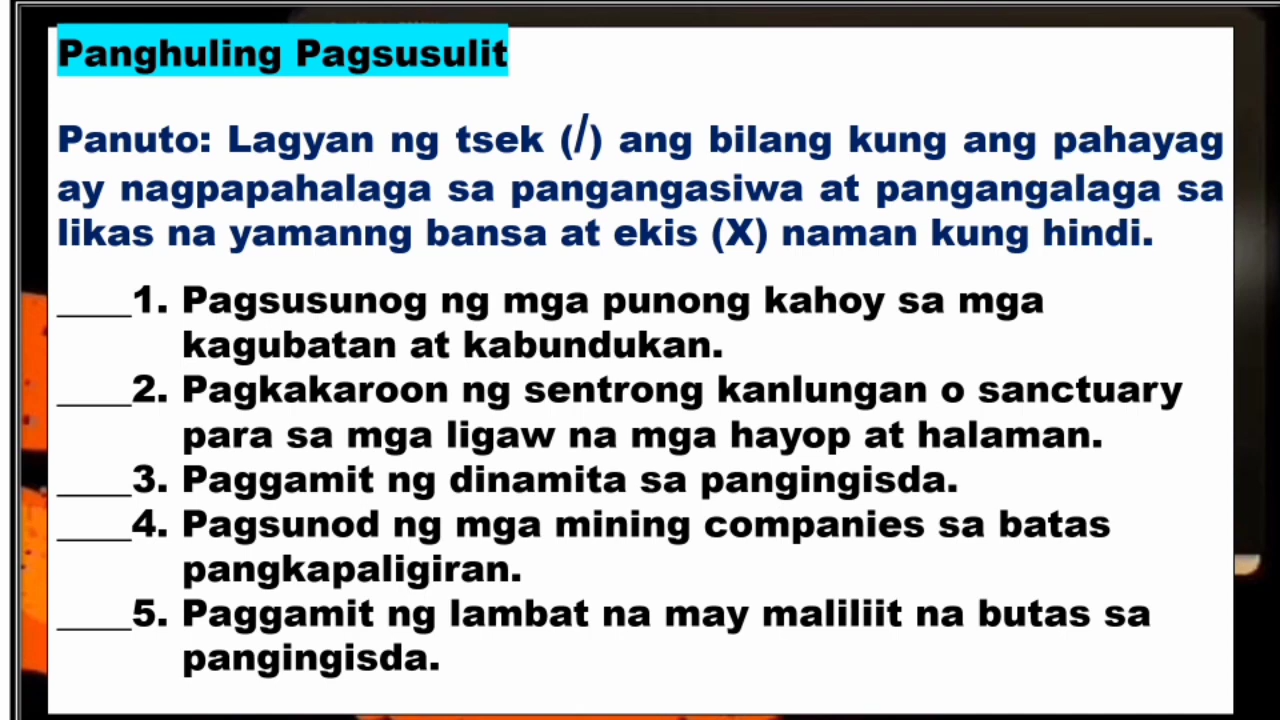 Panghuling Pagsusulit
Panuto: Lagyan ng tsek (/) ang bilang kung ang pahayag
ay nagpapahalaga sa pangangasiwa at pangangalaga sa
likas na yamanng bansa at ekis (X) naman kung hindi.
____1. Pagsusunog ng mga punong kahoy sa mga
kagubatan at kabundukan.
____2. Pagkakaroon ng sentrong kanlungan o sanctuary
para sa mga ligaw na mga hayop at halaman.
____3. Paggamit ng dinamita sa pangingisda.
____4. Pagsunod ng mga mining companies sa batas
pangkapaligiran.
____5. Paggamit ng lambat na may maliliit na butas sa
pangingisda.